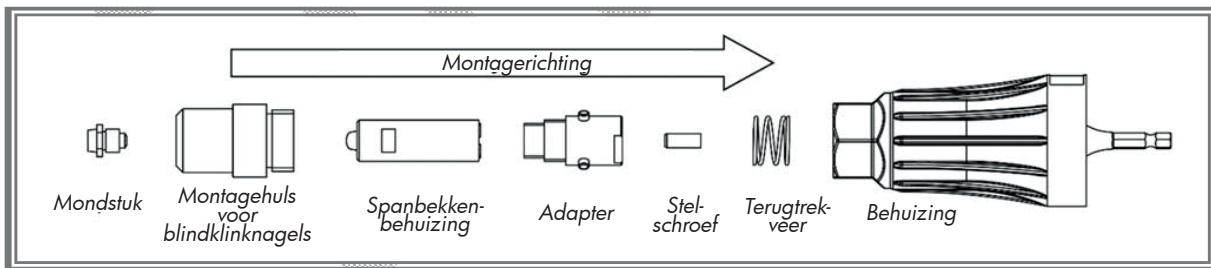 Montagerichting
Mondstuk
Montagehuls
voor
blindklinknagels
Spanbekken-
behuizing
Adapter
Stel-
schroef
Terugtrek-
veer
Behuizing